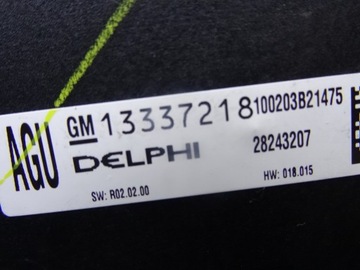 AGU
GM 13337218 100203B21475
DELPHI 28243207
SW: R02.02.00 HW: 018.015